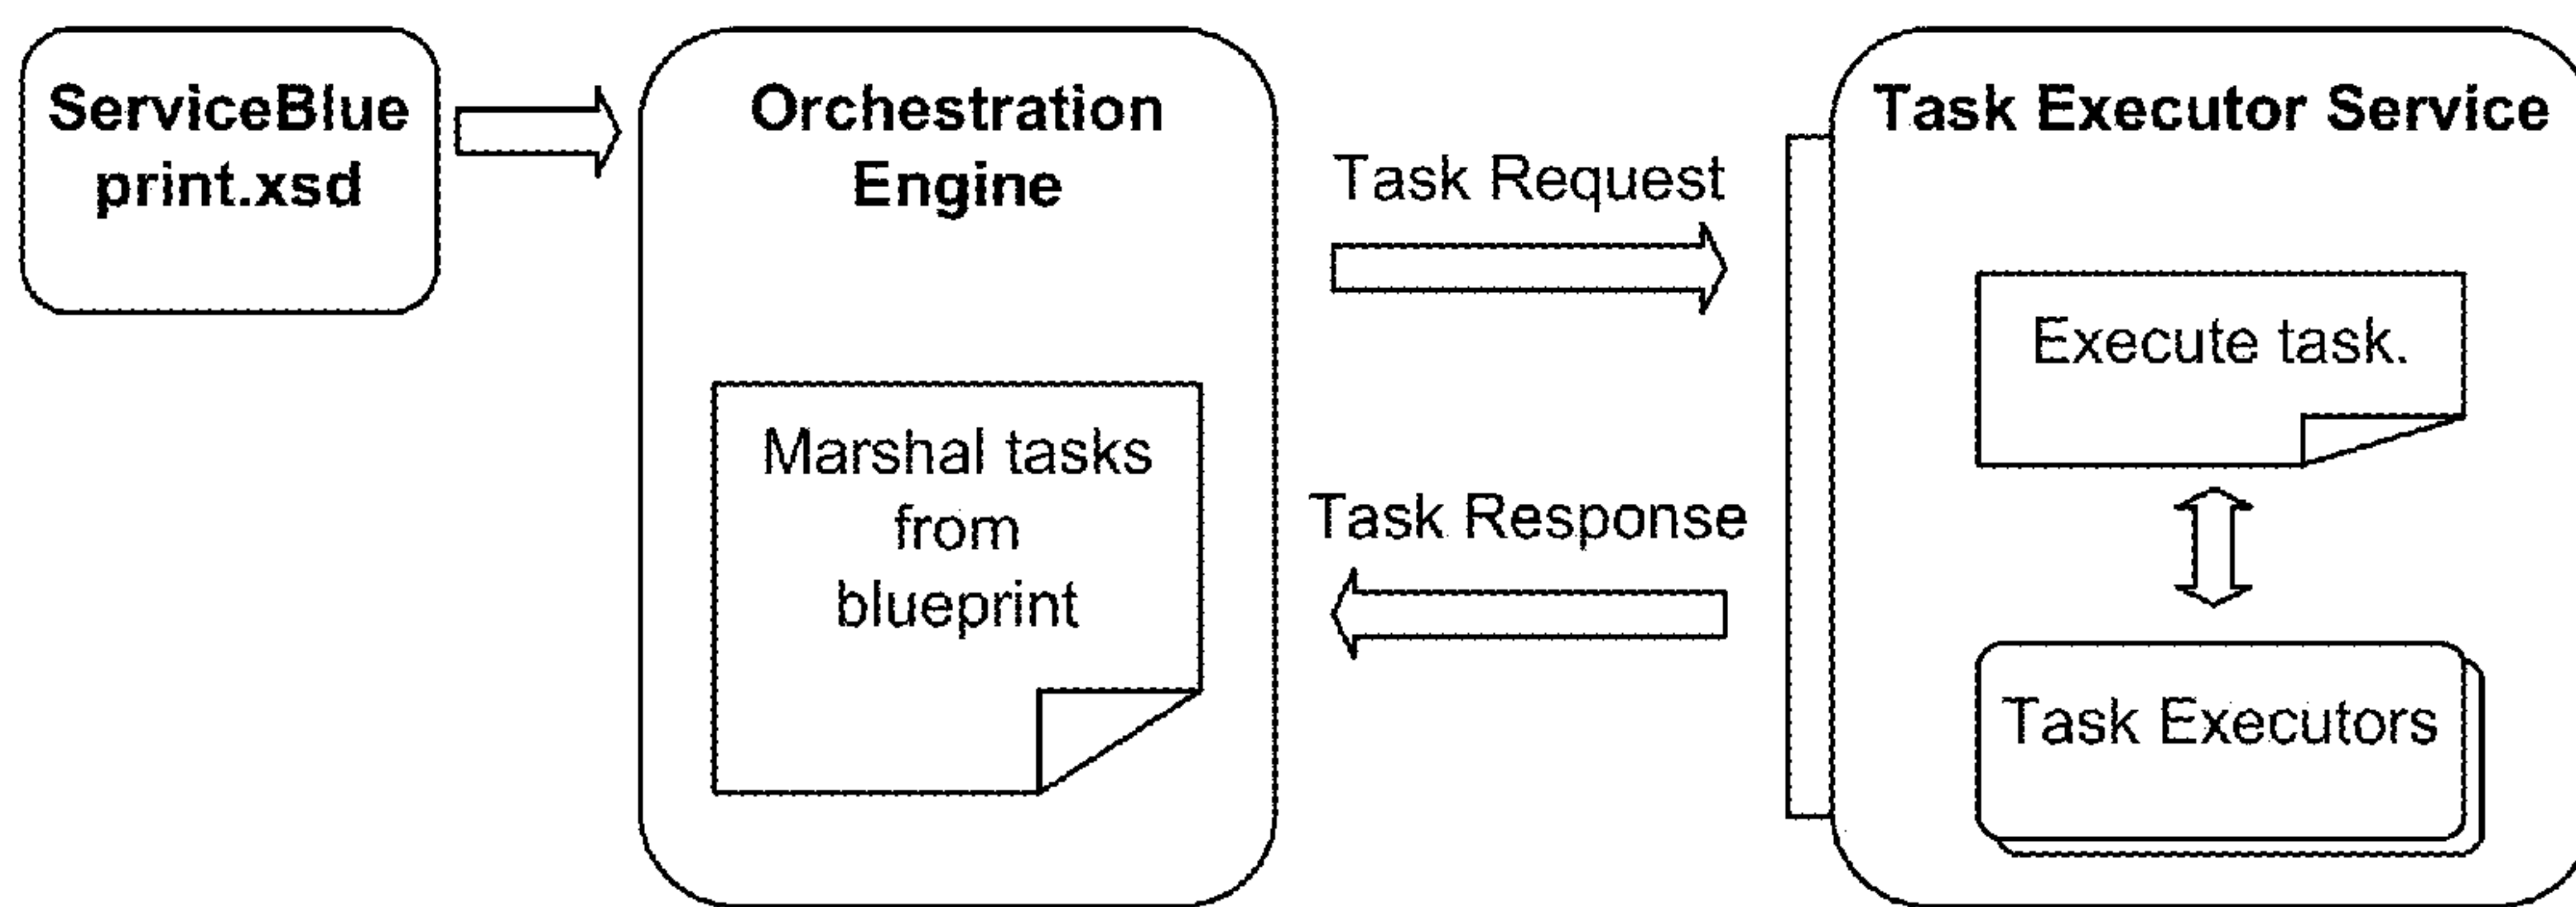 ServiceBlue
print.xsd
Orchestration
Engine
Marshal tasks
from
blueprint
Task Request
Task Response
Task Executor Service
Execute task.
Task Executors